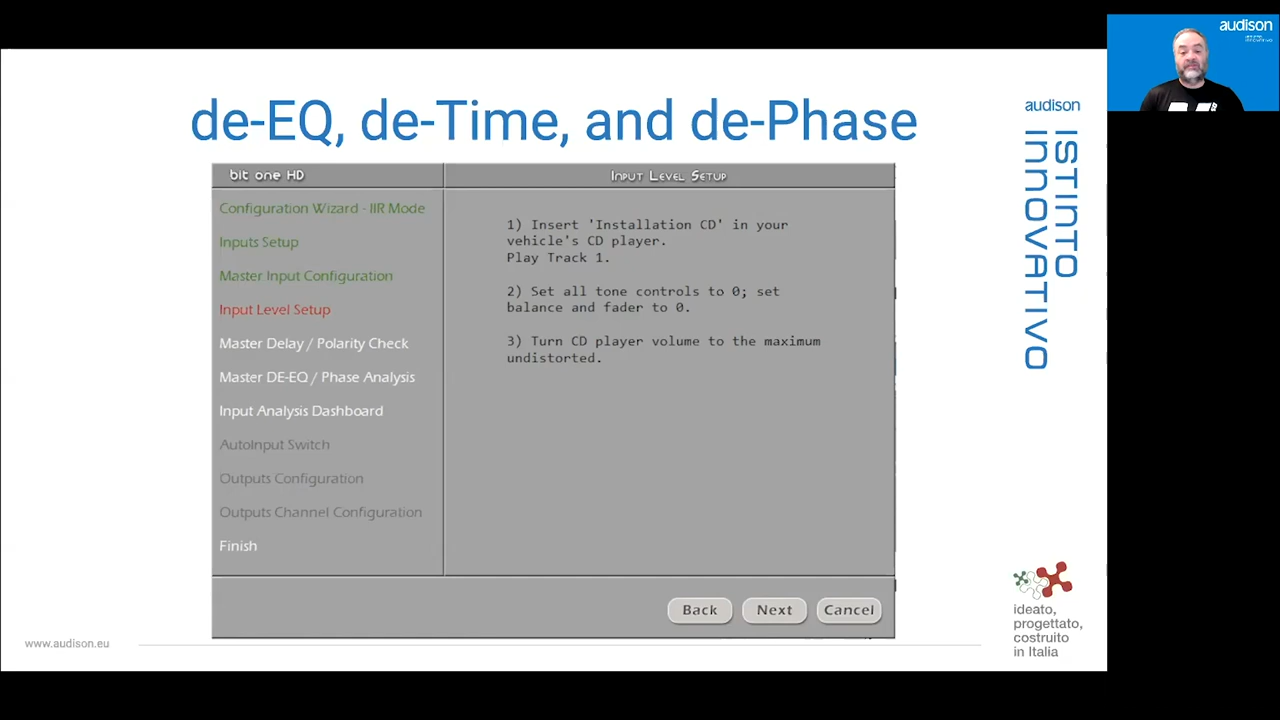 de-EQ, de-Time, and de-Phase
bit one HD
Input Level Setup
Configuration Wizard - IIR Mode
Inputs Setup
Master Input Configuration
Input Level Setup
Master Delay / Polarity Check
Master DE-EQ / Phase Analysis
Input Analysis Dashboard
AutoInput Switch
Outputs Configuration
Outputs Channel Configuration
Finish
1) Insert 'Installation CD' in your
vehicle's CD player.
Play Track 1.
2) Set all tone controls to 0; set
balance and fader to 0.
3) Turn CD player volume to the maximum
undistorted.
Back
Next
Cancel
www.audison.eu
audison
ISTINTO
INNOVATIVO
ideato,
progettato,
costruito
in Italia
audison